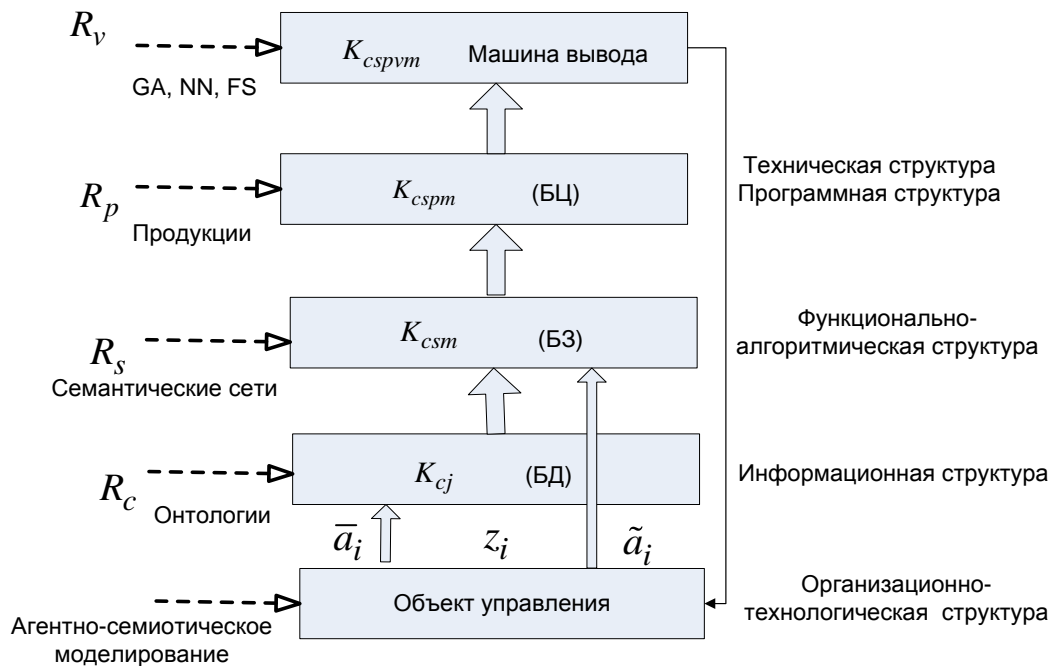 R_v
K_cspvm Машина вывода
GA, NN, FS
Техническая структура
Программная структура
R_p
K_cspm (БЦ)
Продукции
Функционально-
алгоритмическая структура
R_s
K_csm (БЗ)
Семантические сети
R_c
K_cj (БД)
Информационная структура
Онтологии
a̅_i z_i ã_i
Объект управления
Организационно-
технологическая структура
Агентно-семиотическое
моделирование